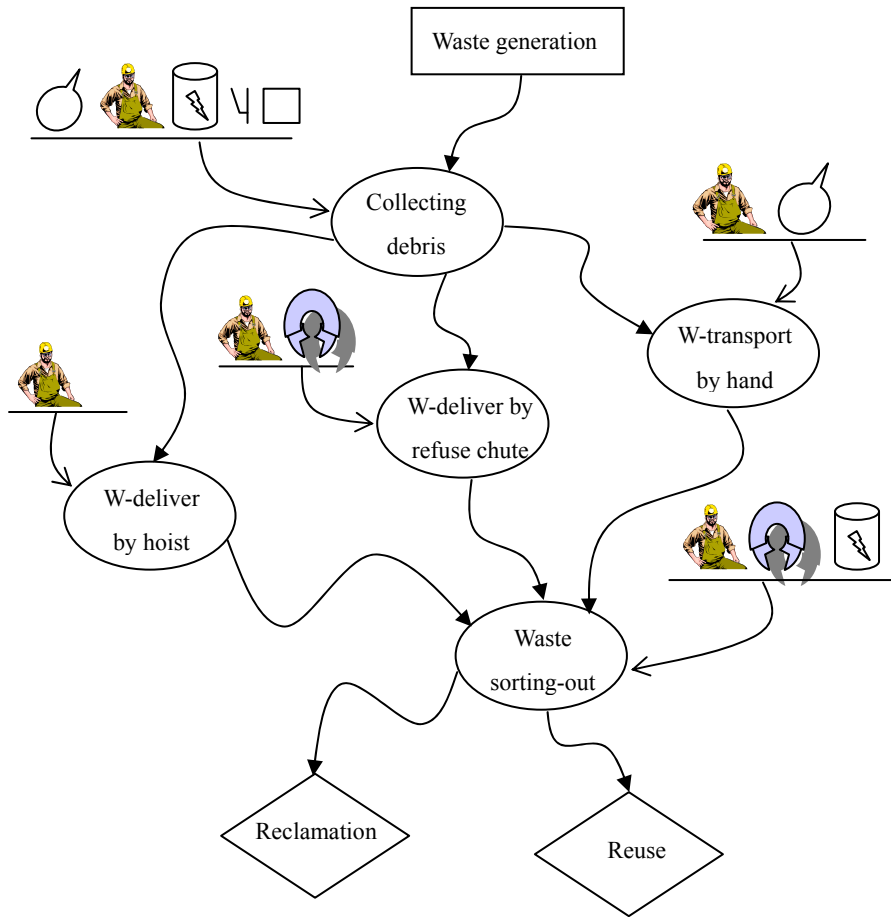 Waste generation
Collecting
debris
W-transport
by hand
W-deliver by
refuse chute
W-deliver
by hoist
Waste
sorting-out
Reclamation
Reuse